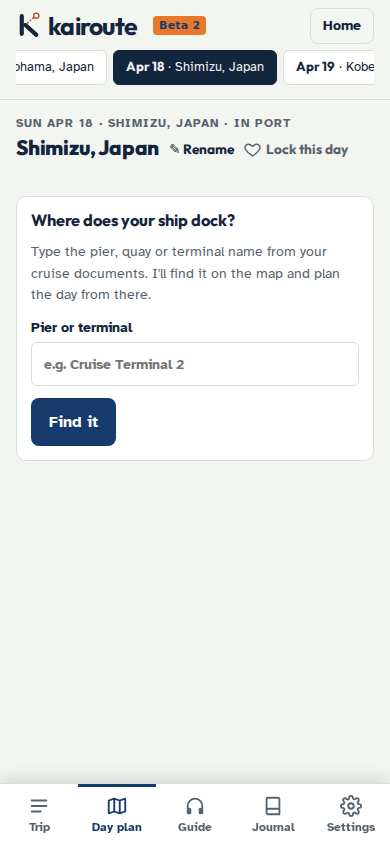 kairoute
Beta 2
Home
ohama, Japan
Apr 18 · Shimizu, Japan
Apr 19 · Kobe
SUN APR 18 · SHIMIZU, JAPAN · IN PORT
Shimizu, Japan ✎ Rename Lock this day
Where does your ship dock?
Type the pier, quay or terminal name from your
cruise documents. I'll find it on the map and plan
the day from there.
Pier or terminal
e.g. Cruise Terminal 2
Find it
Trip
Day plan
Guide
Journal
Settings